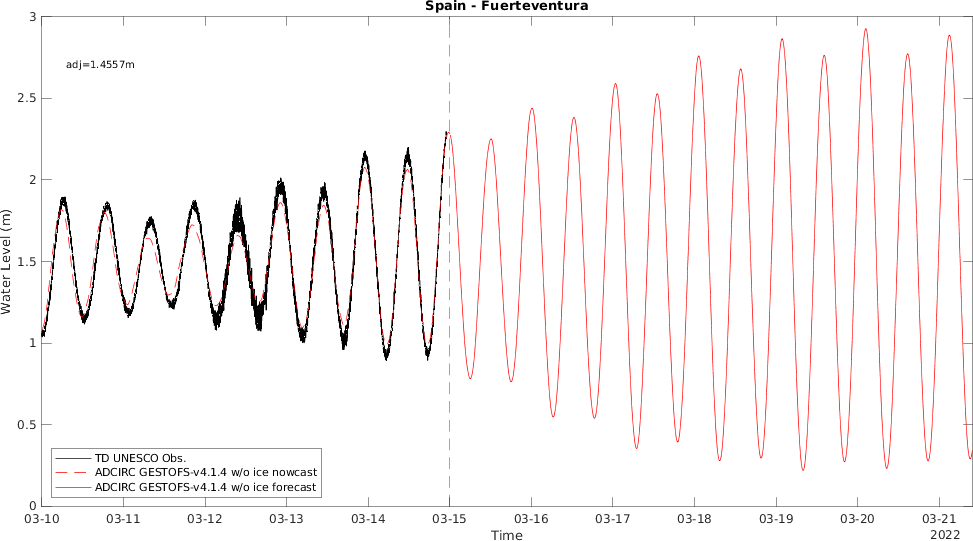 Spain - Fuerteventura
3
2.5
2
1.5
1
0.5
0
Water Level (m)
adj=1.4557m
TD UNESCO Obs.
ADCIRC GESTOFS-v4.1.4 w/o ice nowcast
ADCIRC GESTOFS-v4.1.4 w/o ice forecast
03-10 03-11 03-12 03-13 03-14 03-15 03-16 03-17 03-18 03-19 03-20 03-21
Time 2022